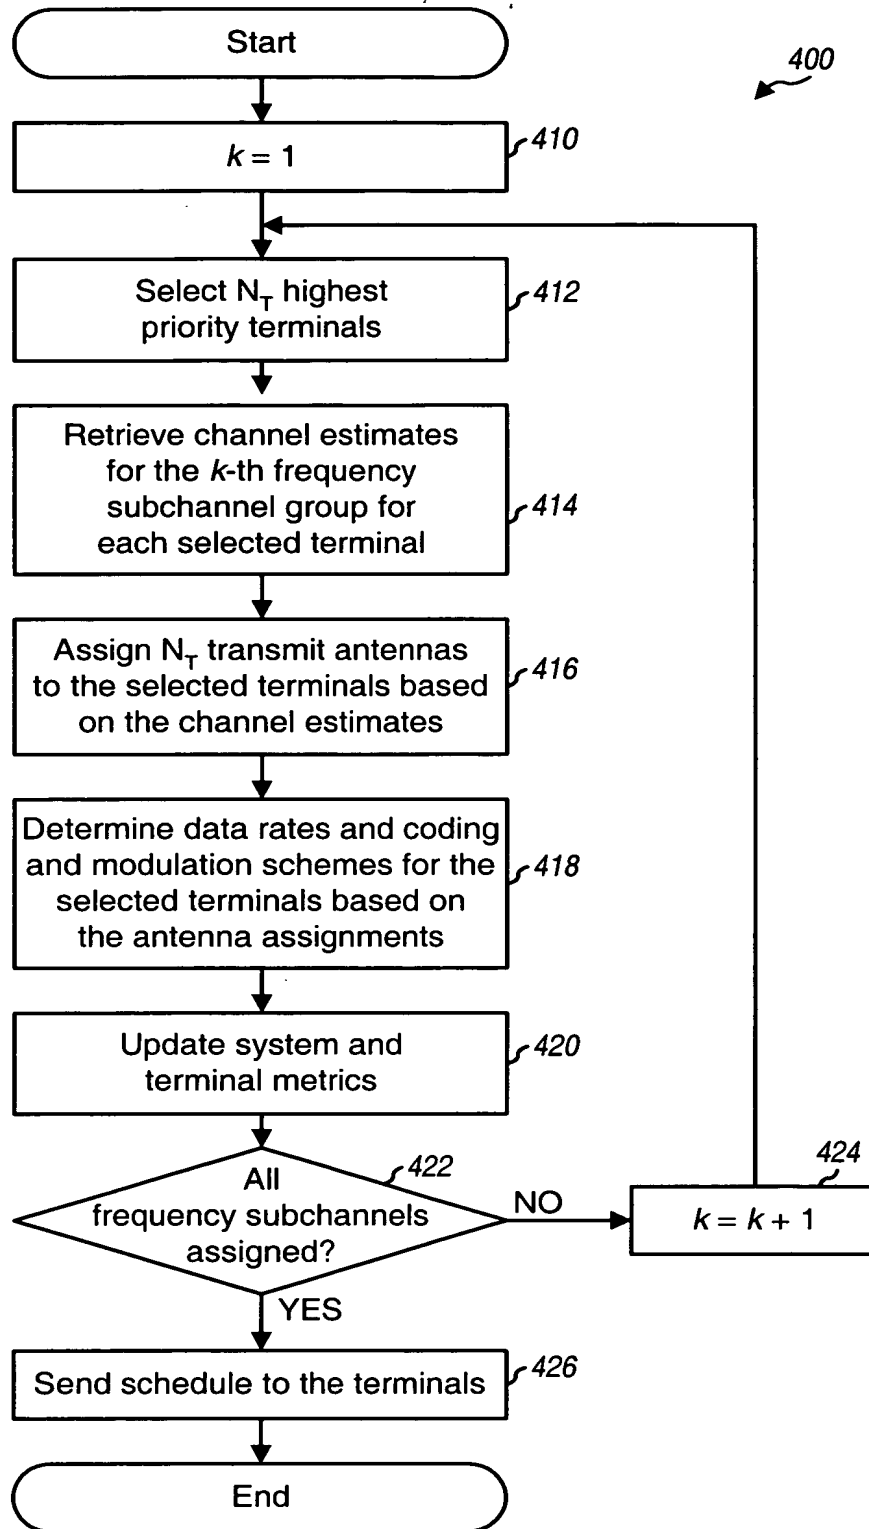 Start
400
k = 1
410
Select N_T highest
priority terminals
412
Retrieve channel estimates
for the k-th frequency
subchannel group for
each selected terminal
414
Assign N_T transmit antennas
to the selected terminals based
on the channel estimates
416
Determine data rates and coding
and modulation schemes for the
selected terminals based on
the antenna assignments
418
Update system and
terminal metrics
420
All
frequency subchannels
assigned?
422
NO
424
k = k + 1
YES
Send schedule to the terminals
426
End